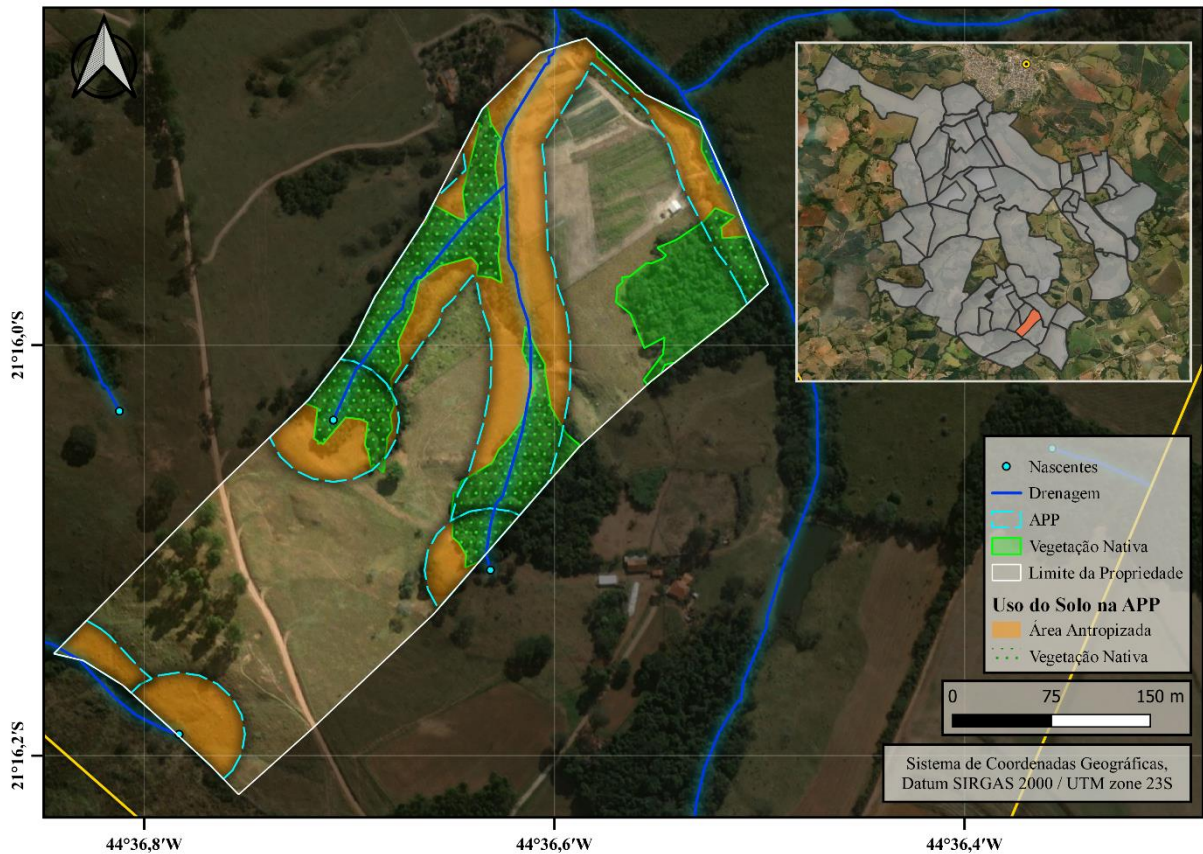 21°16,0'S
21°16,2'S
Nascentes
Drenagem
APP
Vegetação Nativa
Limite da Propriedade
Uso do Solo na APP
Área Antropizada
Vegetação Nativa
0 75 150 m
Sistema de Coordenadas Geográficas,
Datum SIRGAS 2000 / UTM zone 23S
44°36,8'W
44°36,6'W
44°36,4'W